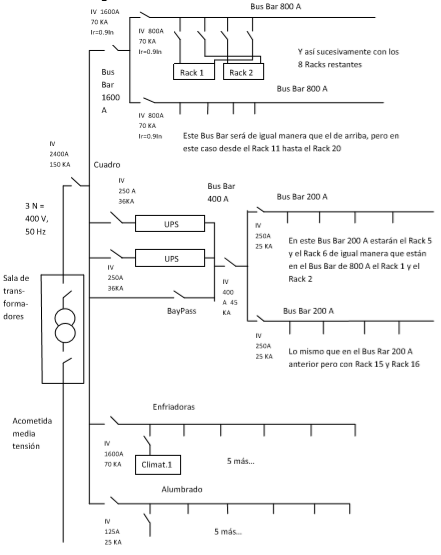 Bus Bar 800 A
IV 1600A
70 KA
Ir=0.9In
IV 800A
70 KA
Ir=0.9In
Y así sucesivamente con los
8 Racks restantes
Rack 1
Rack 2
Bus
Bar
1600
A
Bus Bar 800 A
IV 800A
70 KA
Ir=0.9In
Este Bus Bar será de igual manera que el de arriba, pero en
este caso desde el Rack 11 hasta el Rack 20
IV
2400A
150 KA
Cuadro
IV
250 A
36KA
Bus Bar
400 A
Bus Bar 200 A
3 N =
400 V,
50 Hz
UPS
IV
250A
25 KA
En este Bus Bar 200 A estarán el Rack 5
y el Rack 6 de igual manera que están
en el Bus Bar de 800 A el Rack 1 y el
Rack 2
UPS
IV
250A
36KA
IV
400
A 45
KA
Sala de
trans-
forma-
dores
BayPass
Bus Bar 200 A
IV
250A
25 KA
Lo mismo que en el Bus Rar 200 A
anterior pero con Rack 15 y Rack 16
Acometida
media
tensión
Enfriadoras
IV
1600A
70 KA
Climat.1
5 más...
Alumbrado
IV
125A
25 KA
5 más...